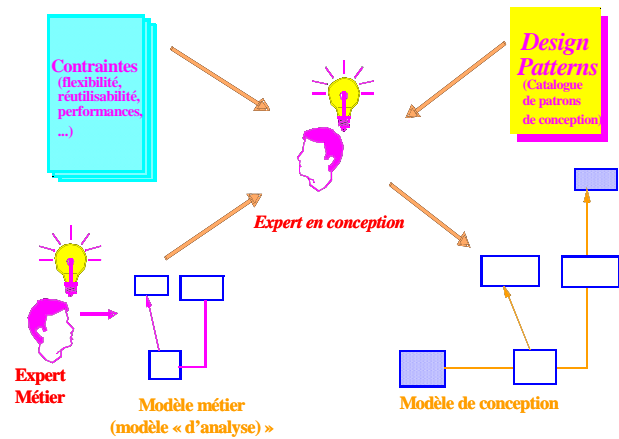 Contraintes
(flexibilité,
réutilisabilité,
performances,
...)
Design
Patterns
(Catalogue
de patrons
de conception)
Expert en conception
Expert
Métier
Modèle métier
(modèle « d'analyse) »
Modèle de conception